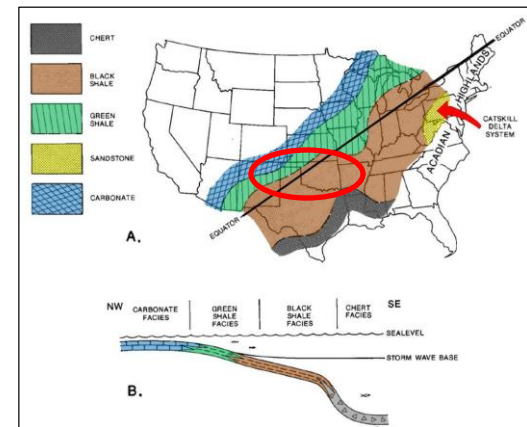 CHERT
BLACK
SHALE
GREEN
SHALE
SANDSTONE
CARBONATE
EQUATOR
ACADIAN HIGHLANDS
CATSKILL
DELTA
SYSTEM
EQUATOR
A.
NW CARBONATE FACIES GREEN SHALE FACIES BLACK SHALE FACIES CHERT FACIES SE
SEALEVEL
STORM WAVE BASE
B.